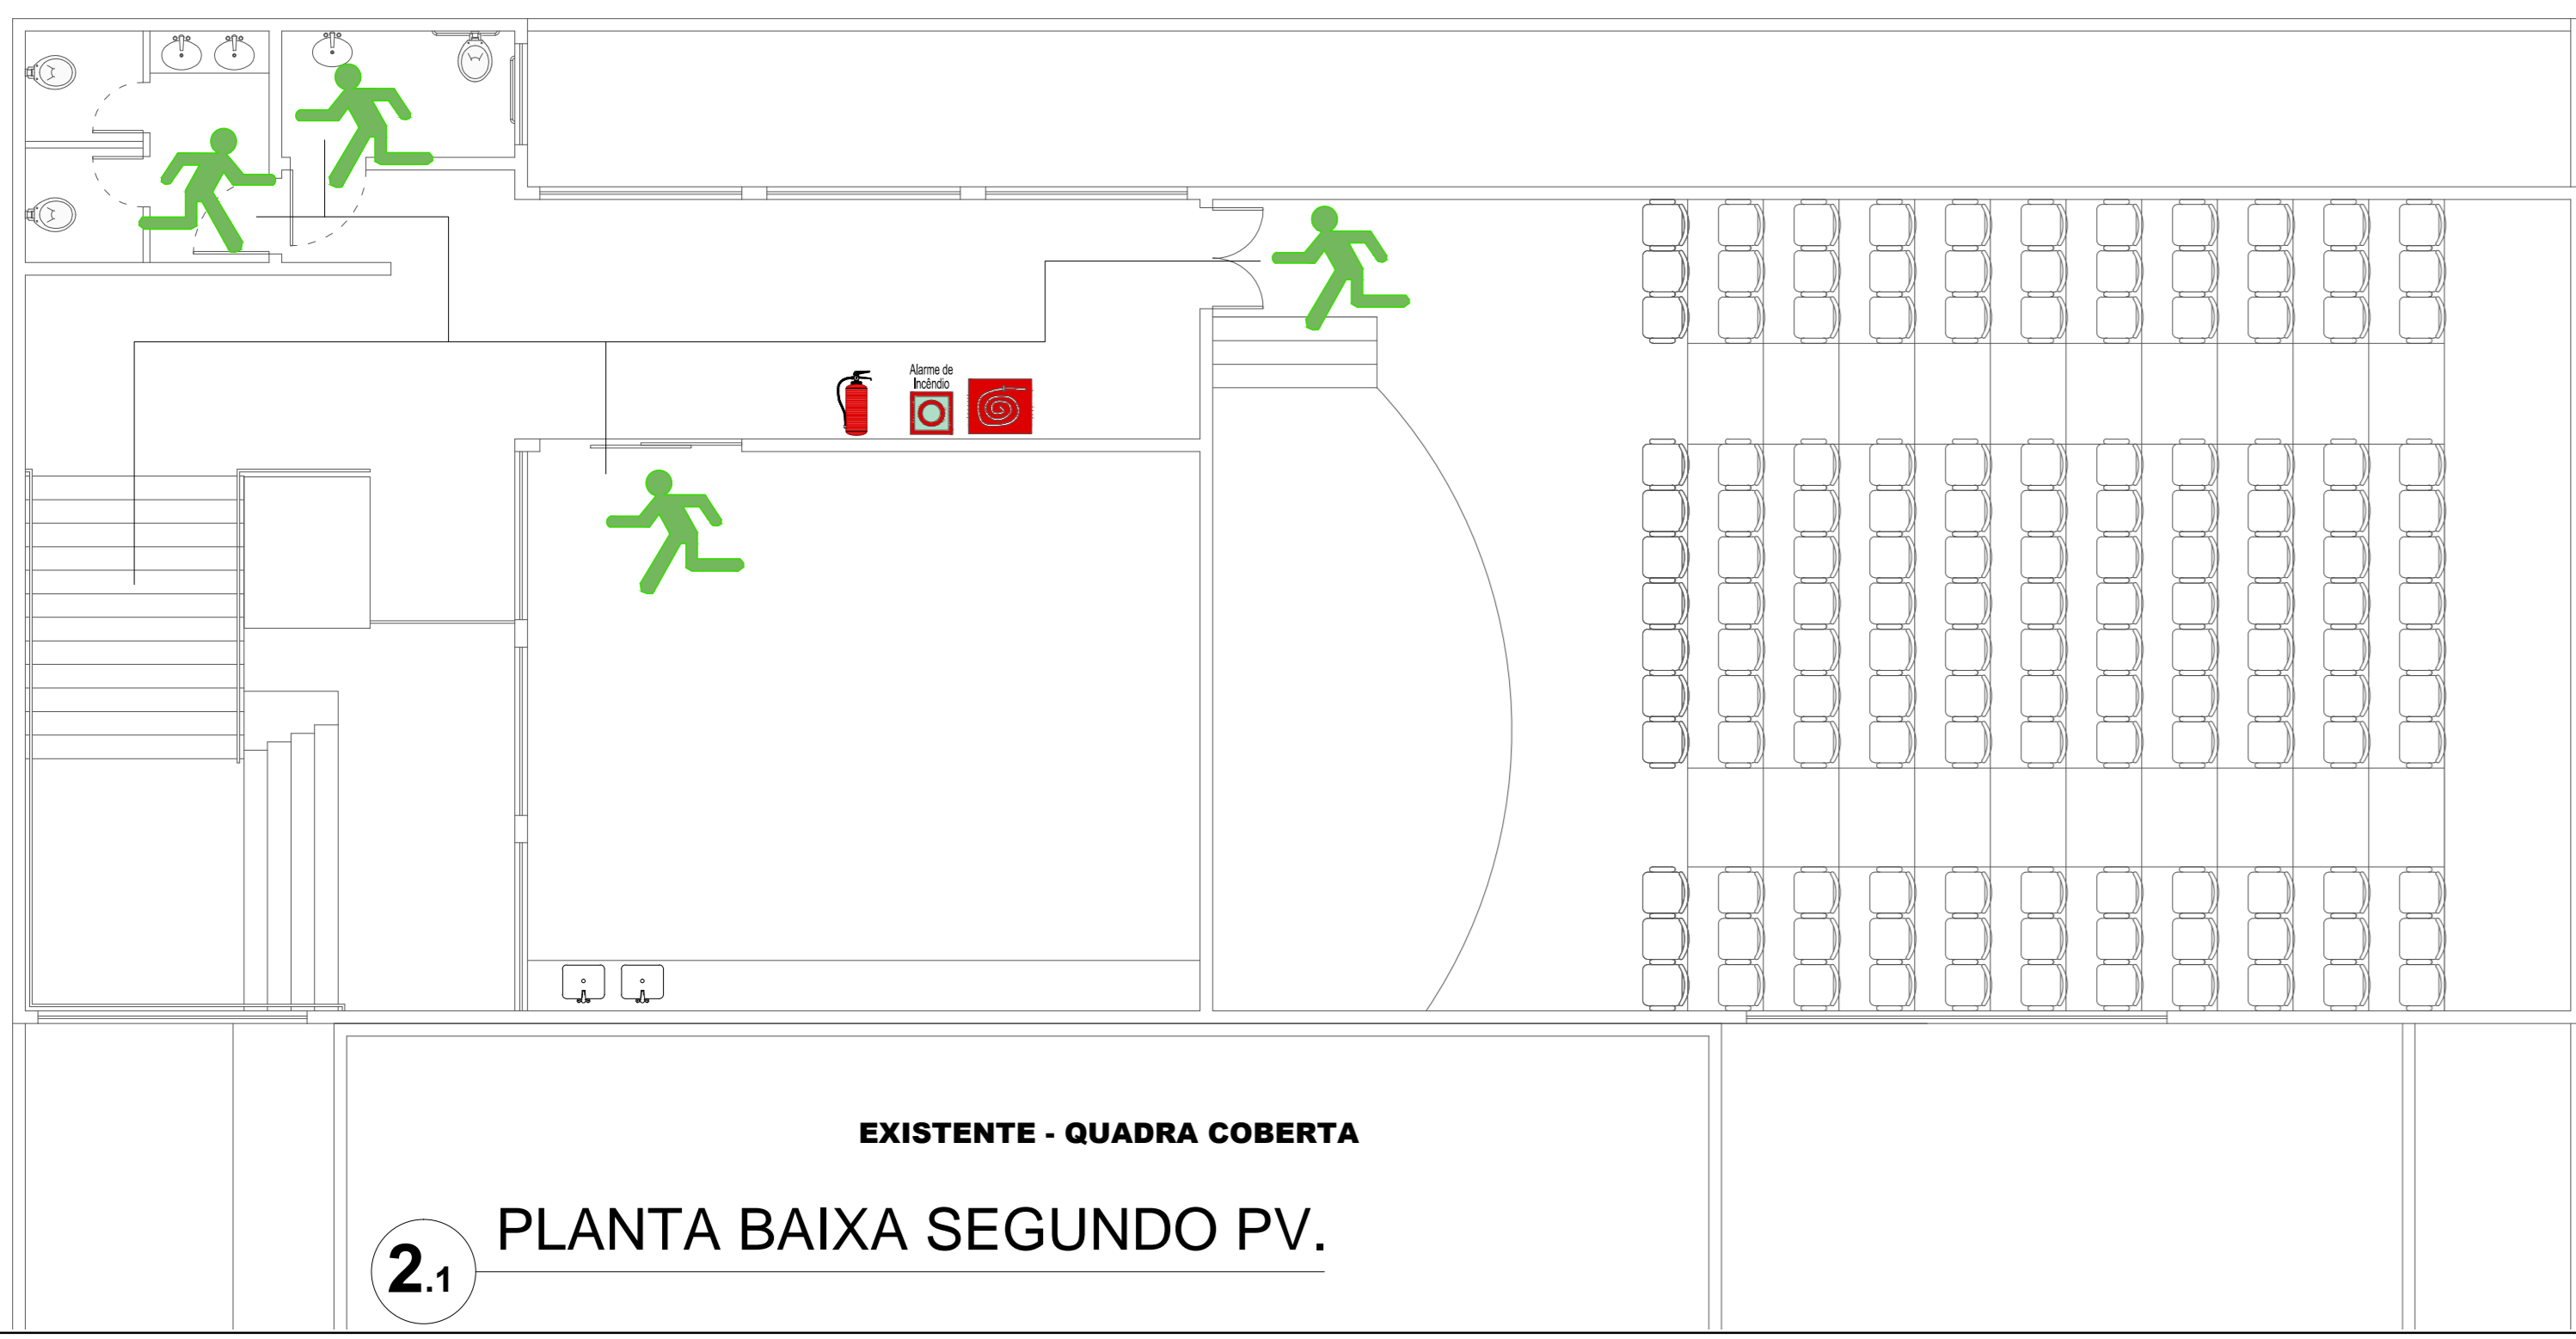 Alarme de
Incêndio
EXISTENTE - QUADRA COBERTA
PLANTA BAIXA SEGUNDO PV.
2.1